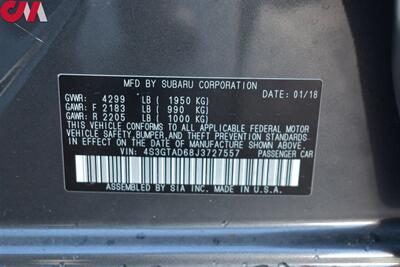 CMA
MFD BY SUBARU CORPORATION
GVWR: 4299 LB ( 1950 KG) DATE: 01/18
GAWR: F 2183 LB ( 990 KG)
GAWR: R 2205 LB ( 1000 KG)
THIS VEHICLE CONFORMS TO ALL APPLICABLE FEDERAL MOTOR
VEHICLE SAFETY, BUMPER, AND THEFT PREVENTION STANDARDS
IN EFFECT ON THE DATE OF MANUFACTURE SHOWN ABOVE.
VIN: 4S3GTAD68J3727557 PASSENGER CAR
ASSEMBLED BY SIA INC. MADE IN U.S.A.